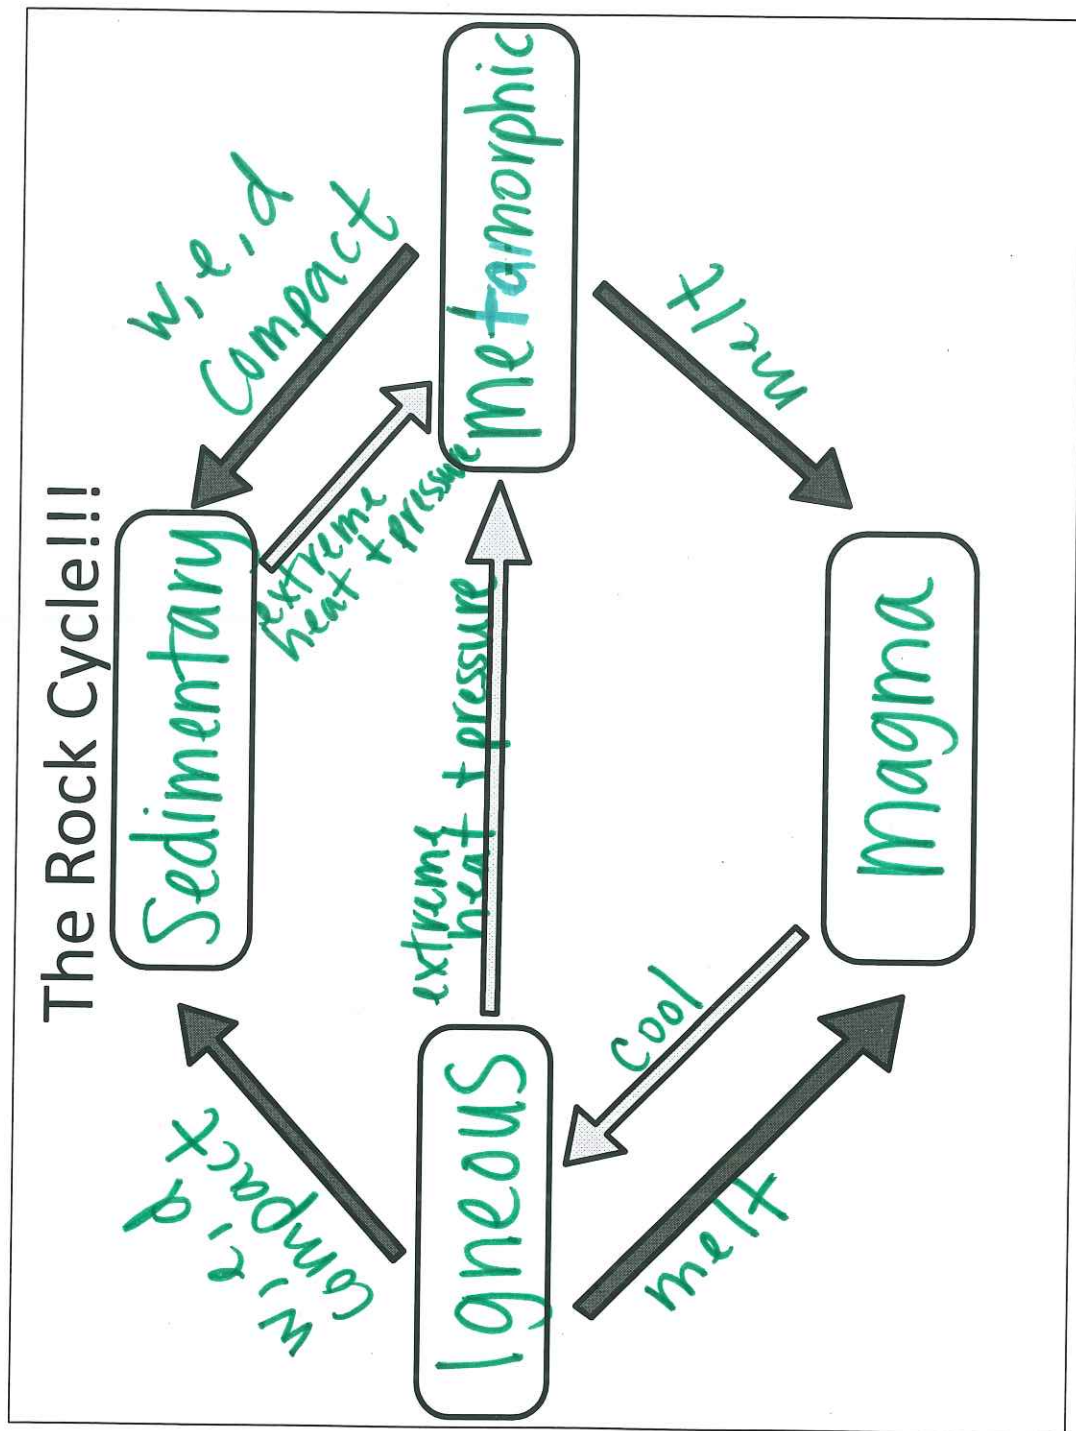 The Rock Cycle!!!!
Sedimentary
w, e, d
compact
w, e, d
Compact
extreme
heat + pressure
Igneous
extreme
heat + pressure
metamorphic
cool
melt
melt
Magma